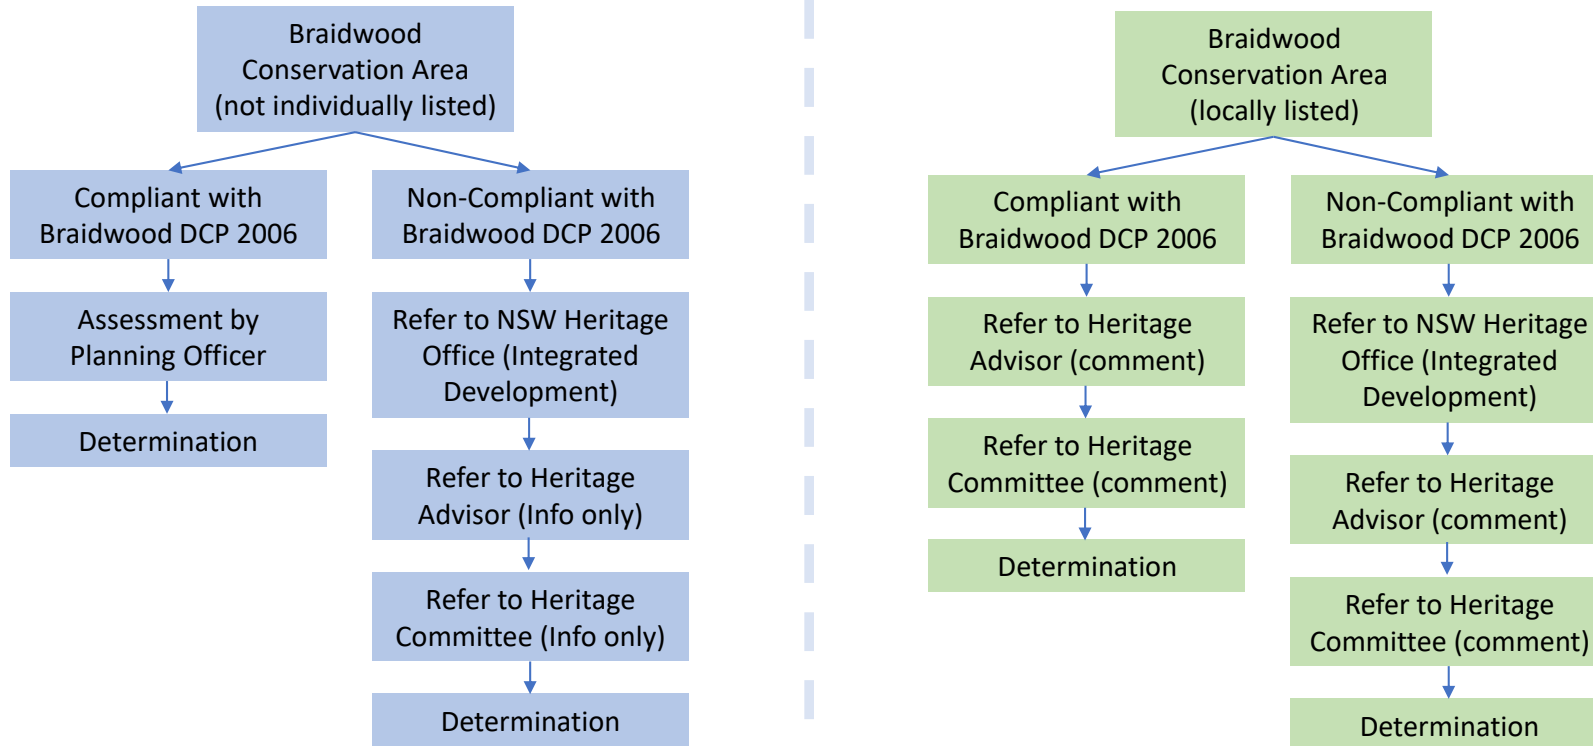 Braidwood
Conservation Area
(not individually listed)
Compliant with
Braidwood DCP 2006
Assessment by
Planning Officer
Determination
Non-Compliant with
Braidwood DCP 2006
Refer to NSW Heritage
Office (Integrated
Development)
Refer to Heritage
Advisor (Info only)
Refer to Heritage
Committee (Info only)
Determination
Braidwood
Conservation Area
(locally listed)
Compliant with
Braidwood DCP 2006
Refer to Heritage
Advisor (comment)
Refer to Heritage
Committee (comment)
Determination
Non-Compliant with
Braidwood DCP 2006
Refer to NSW Heritage
Office (Integrated
Development)
Refer to Heritage
Advisor (comment)
Refer to Heritage
Committee (comment)
Determination